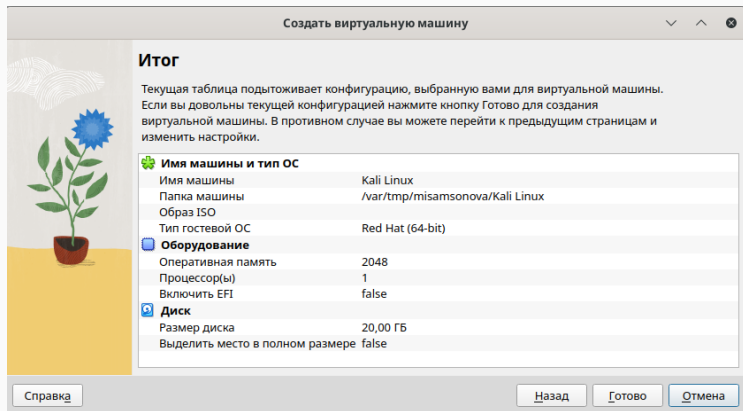 Создать виртуальную машину
Итог
Текущая таблица подытоживает конфигурацию, выбранную вами для виртуальной машины.
Если вы довольны текущей конфигурацией нажмите кнопку Готово для создания
виртуальной машины. В противном случае вы можете перейти к предыдущим страницам и
изменить настройки.
Имя машины и тип ОС
Имя машины Kali Linux
Папка машины /var/tmp/misamsonova/Kali Linux
Образ ISO
Тип гостевой ОС Red Hat (64-bit)
Оборудование
Оперативная память 2048
Процессор(ы) 1
Включить EFI false
Диск
Размер диска 20,00 ГБ
Выделить место в полном размере false
Справка Назад Готово Отмена